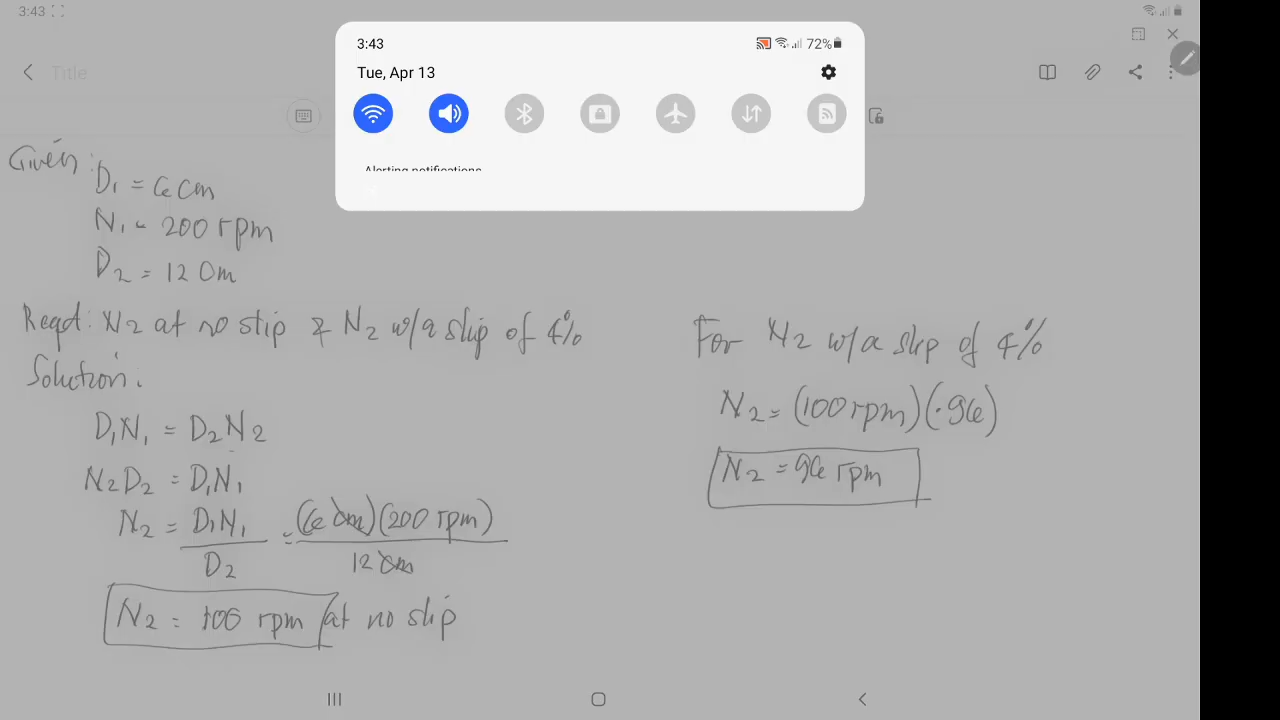 3:43
3:43
72%
Tue, Apr 13
Title
Alerting notifications
Given:
D1 = 6 cm
N1 = 200 rpm
D2 = 12 cm
Reqd: N2 at no slip & N2 w/a slip of 4%
Solution:
D1N1 = D2N2
N2D2 = D1N1
N2 = D1N1 / D2 = (6 cm)(200 rpm) / 12 cm
N2 = 100 rpm at no slip
For N2 w/a slip of 4%
N2 = (100 rpm)(.96)
N2 = 96 rpm